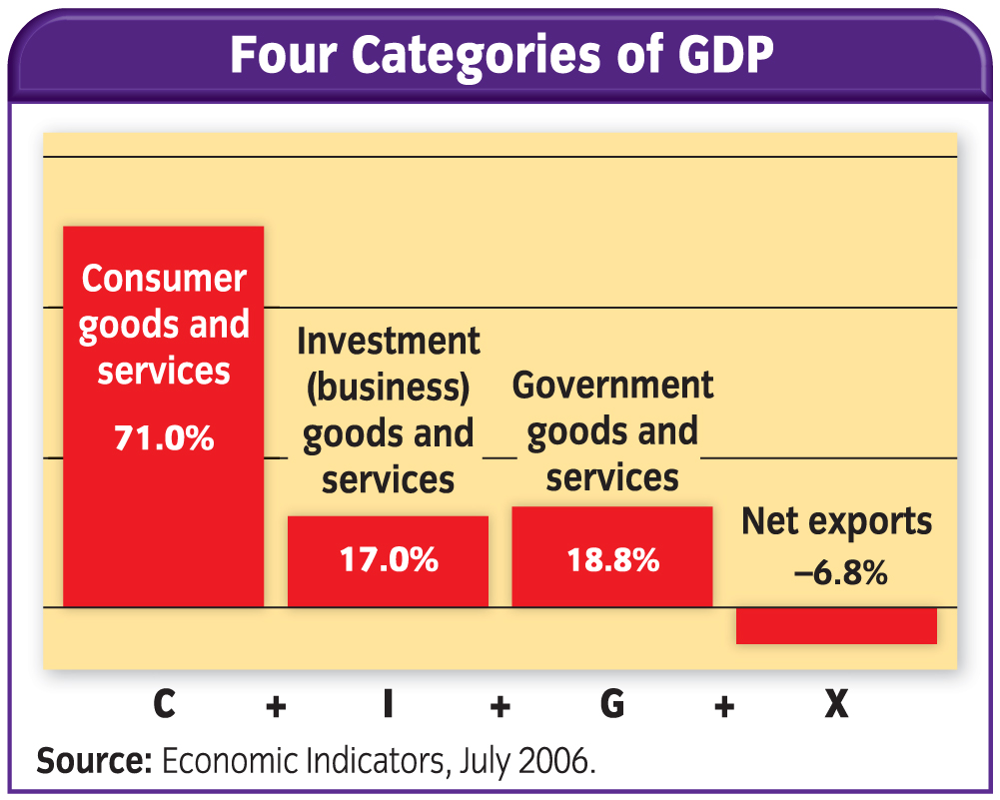 Four Categories of GDP
Consumer
goods and
services
71.0%
Investment
(business)
goods and
services
17.0%
Government
goods and
services
18.8%
Net exports
–6.8%
C + I + G + X
Source: Economic Indicators, July 2006.